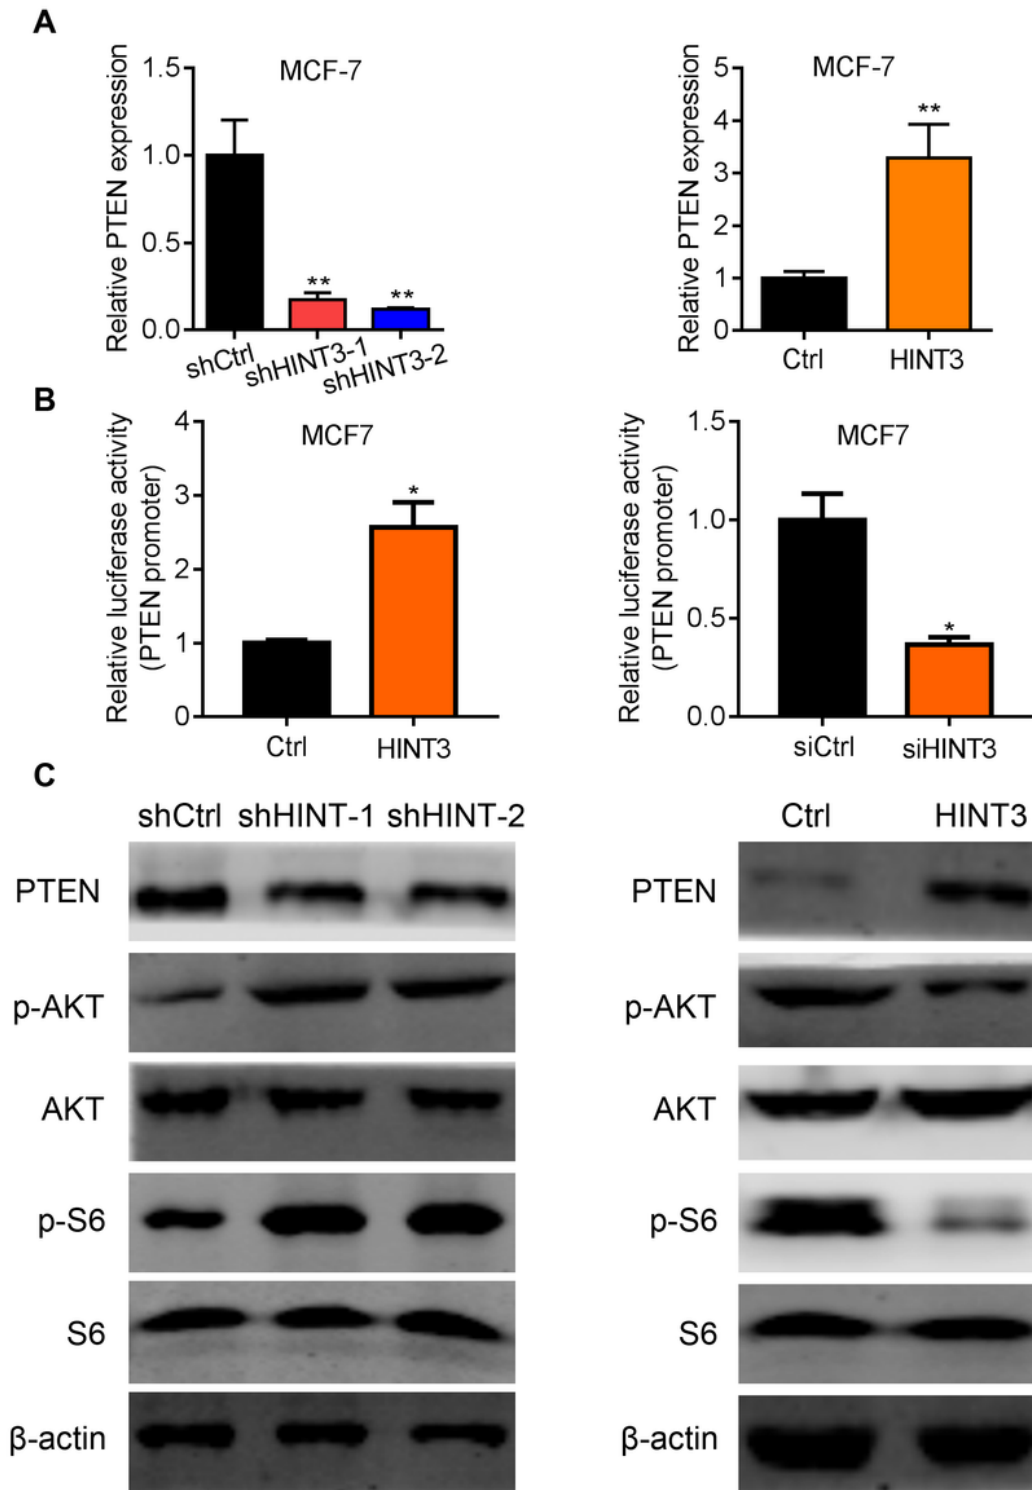 A
MCF-7
Relative PTEN expression
1.5
1.0
0.5
0.0
**
**
shCtrl
shHINT3-1
shHINT3-2
MCF-7
Relative PTEN expression
5
4
3
2
1
0
**
Ctrl
HINT3
B
MCF7
Relative luciferase activity
(PTEN promoter)
4
3
2
1
0
*
Ctrl
HINT3
MCF7
Relative luciferase activity
(PTEN promoter)
1.5
1.0
0.5
0.0
*
siCtrl
siHINT3
C
shCtrl shHINT-1 shHINT-2
PTEN
p-AKT
AKT
p-S6
S6
β-actin
Ctrl HINT3
PTEN
p-AKT
AKT
p-S6
S6
β-actin